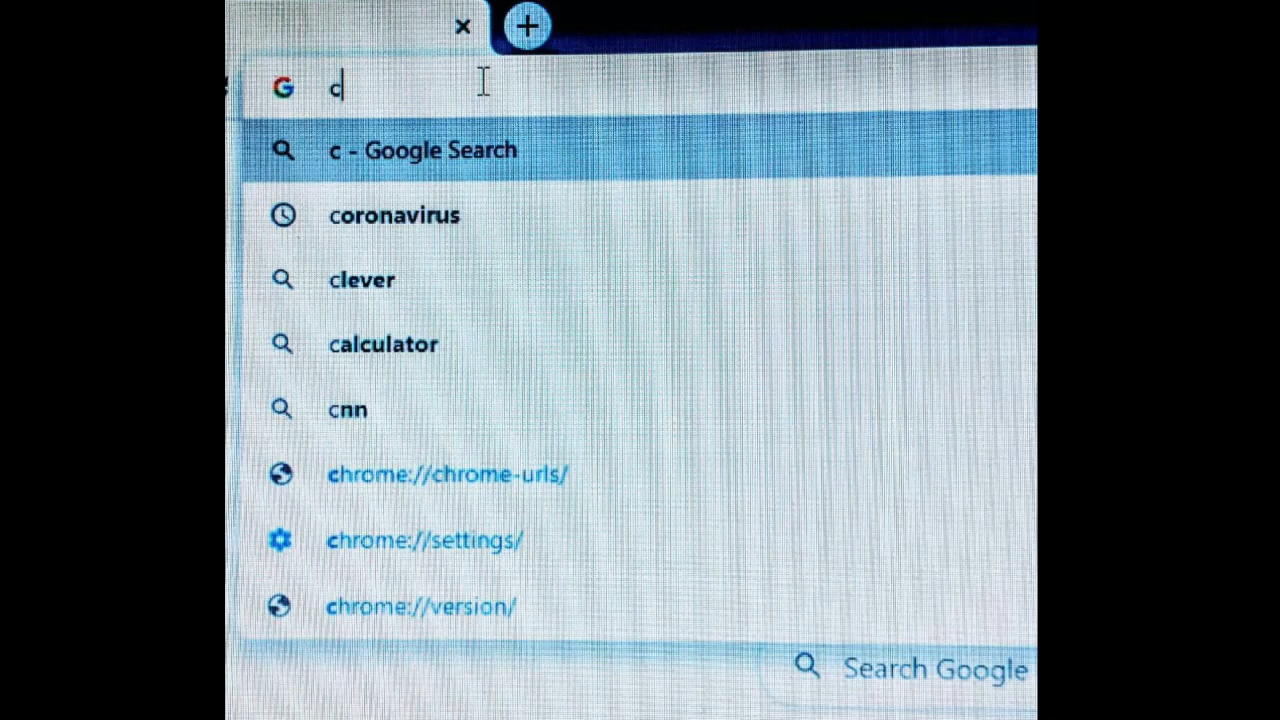 c
c - Google Search
coronavirus
clever
calculator
cnn
chrome://chrome-urls/
chrome://settings/
chrome://version/
Search Google